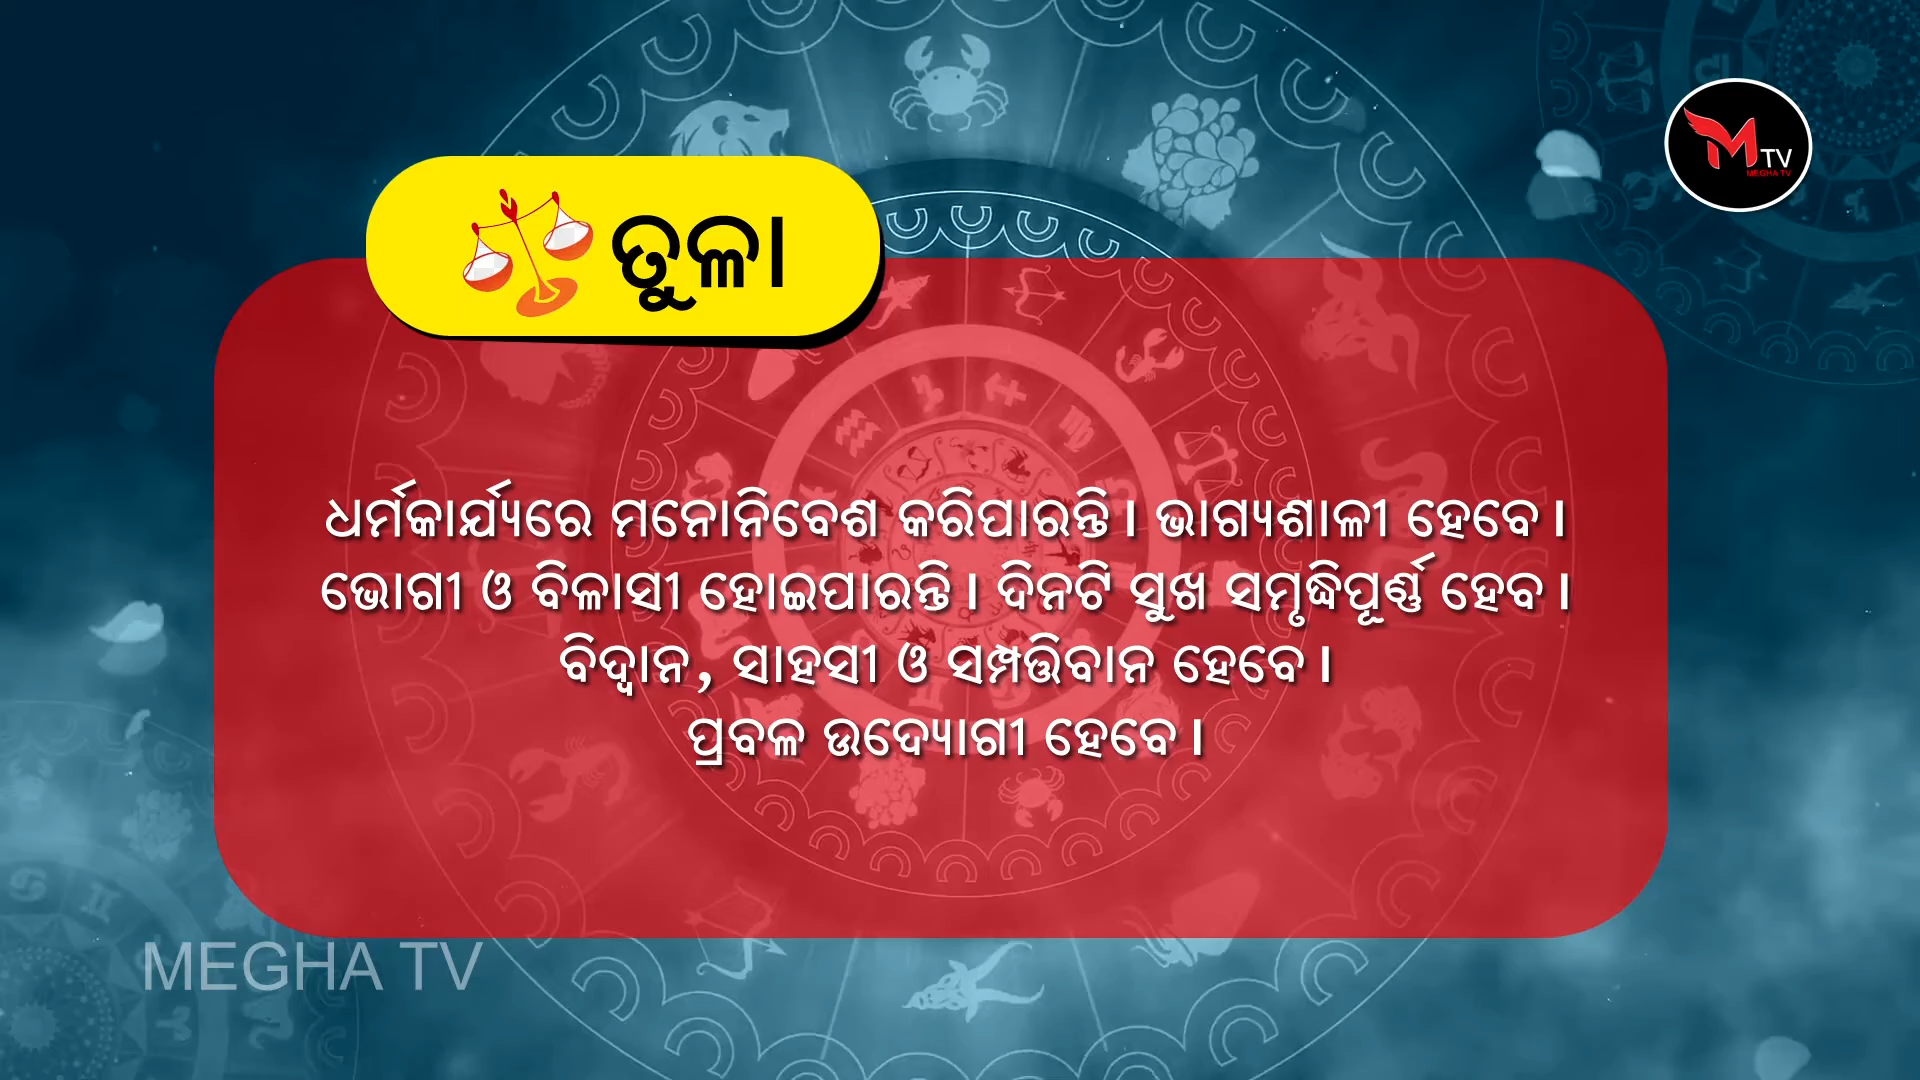 MTV
MEGHA TV
ତୁଳା
ଧର୍ମକାର୍ଯ୍ୟରେ ମନୋନିବେଶ କରିପାରନ୍ତି। ଭାଗ୍ୟଶାଳୀ ହେବେ।
ଭୋଗୀ ଓ ବିଳାସୀ ହୋଇପାରନ୍ତି। ଦିନଟି ସୁଖ ସମୃଦ୍ଧିପୂର୍ଣ୍ଣ ହେବ।
ବିଦ୍ୱାନ, ସାହସୀ ଓ ସମ୍ପତ୍ତିବାନ ହେବେ।
ପ୍ରବଳ ଉଦ୍ୟୋଗୀ ହେବେ।
MEGHA TV